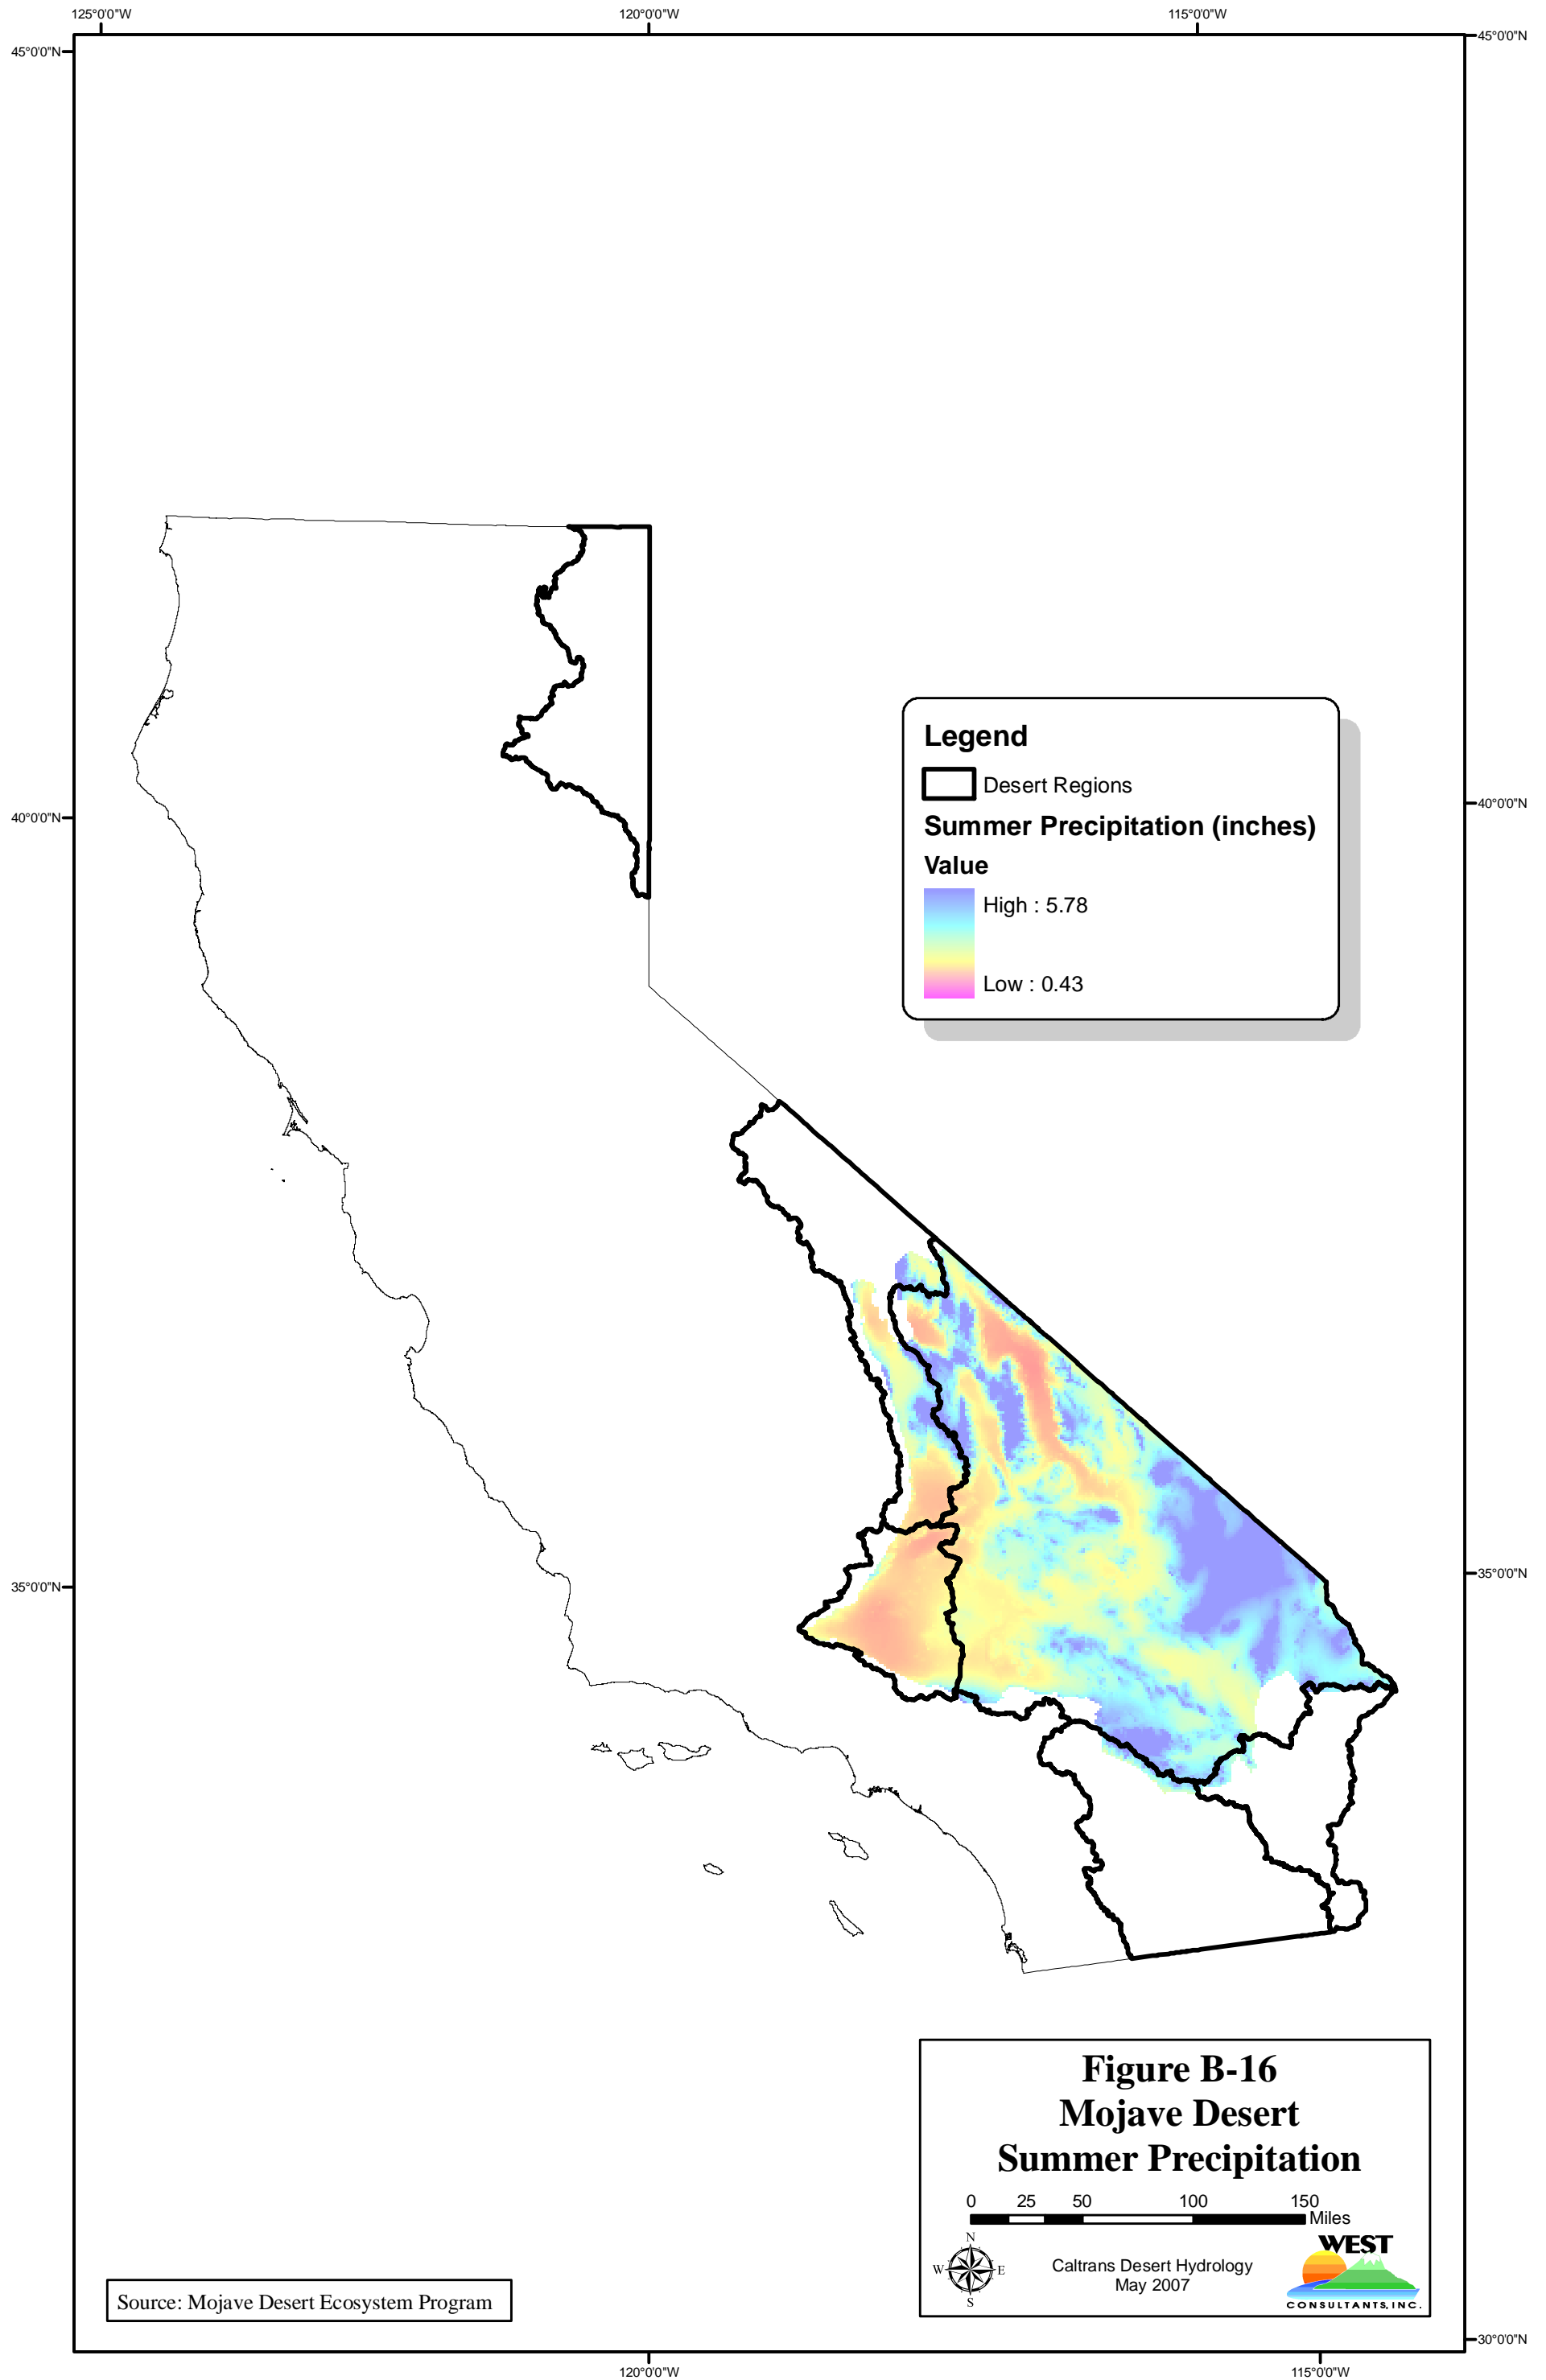 125°0'0"W
120°0'0"W
115°0'0"W
45°0'0"N
45°0'0"N
Legend
Desert Regions
Summer Precipitation (inches)
Value
High : 5.78
Low : 0.43
40°0'0"N
40°0'0"N
35°0'0"N
35°0'0"N
Figure B-16
Mojave Desert
Summer Precipitation
0 25 50 100 150
Miles
N
W E
S
Caltrans Desert Hydrology
May 2007
WEST
CONSULTANTS, INC.
Source: Mojave Desert Ecosystem Program
30°0'0"N
120°0'0"W
115°0'0"W